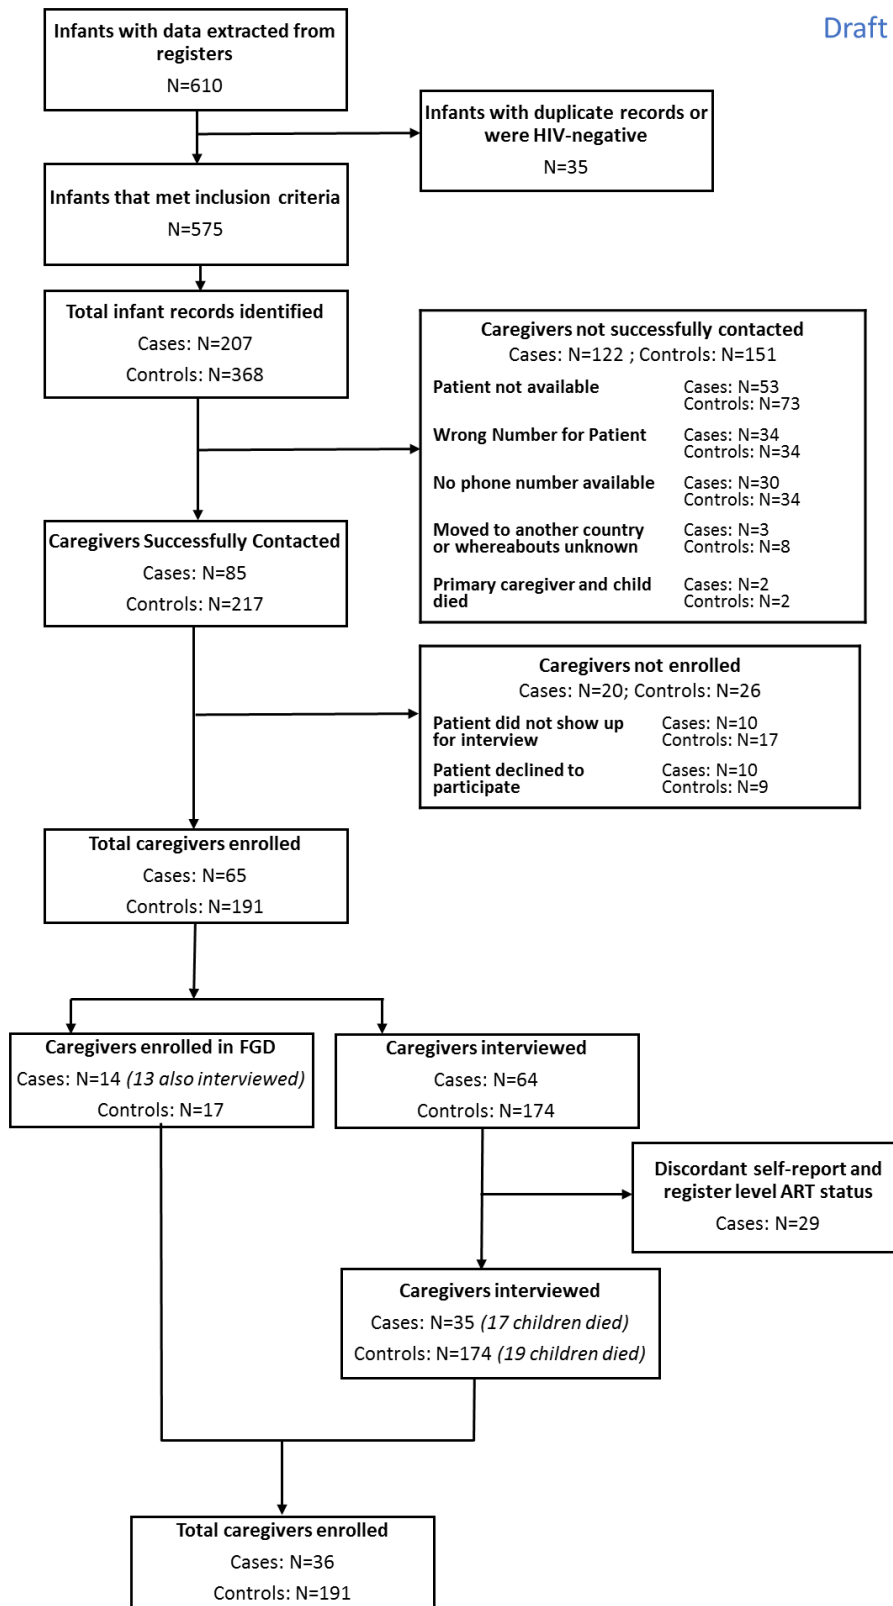 Draft
Infants with data extracted from
registers
N=610
Infants with duplicate records or
were HIV-negative
N=35
Infants that met inclusion criteria
N=575
Total infant records identified
Cases: N=207
Controls: N=368
Caregivers not successfully contacted
Cases: N=122 ; Controls: N=151
Patient not available
Cases: N=53
Controls: N=73
Wrong Number for Patient
Cases: N=34
Controls: N=34
No phone number available
Cases: N=30
Controls: N=34
Moved to another country
or whereabouts unknown
Cases: N=3
Controls: N=8
Primary caregiver and child
died
Cases: N=2
Controls: N=2
Caregivers Successfully Contacted
Cases: N=85
Controls: N=217
Caregivers not enrolled
Cases: N=20; Controls: N=26
Patient did not show up
for interview
Cases: N=10
Controls: N=17
Patient declined to
participate
Cases: N=10
Controls: N=9
Total caregivers enrolled
Cases: N=65
Controls: N=191
Caregivers enrolled in FGD
Cases: N=14 (13 also interviewed)
Controls: N=17
Caregivers interviewed
Cases: N=64
Controls: N=174
Discordant self-report and
register level ART status
Cases: N=29
Caregivers interviewed
Cases: N=35 (17 children died)
Controls: N=174 (19 children died)
Total caregivers enrolled
Cases: N=36
Controls: N=191